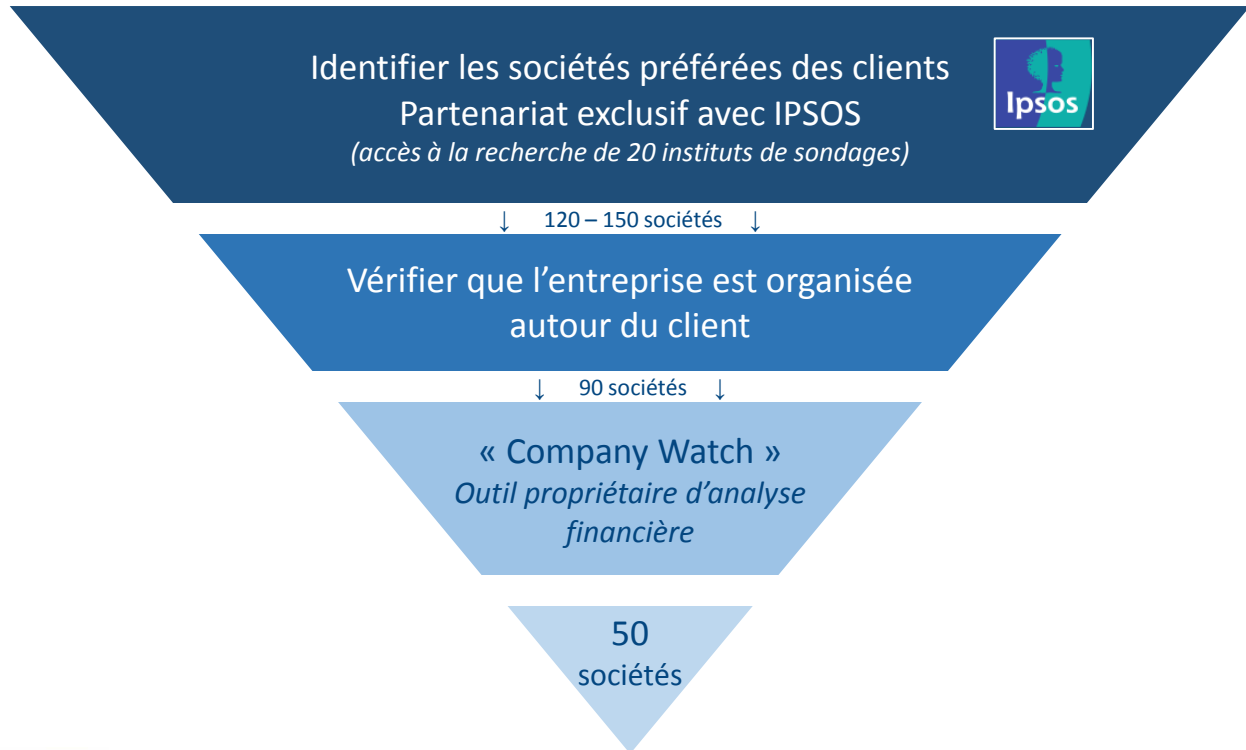 Identifier les sociétés préférées des clients
Partenariat exclusif avec IPSOS
(accès à la recherche de 20 instituts de sondages)
Ipsos
↓ 120 – 150 sociétés ↓
Vérifier que l’entreprise est organisée
autour du client
↓ 90 sociétés ↓
« Company Watch »
Outil propriétaire d’analyse
financière
50
sociétés